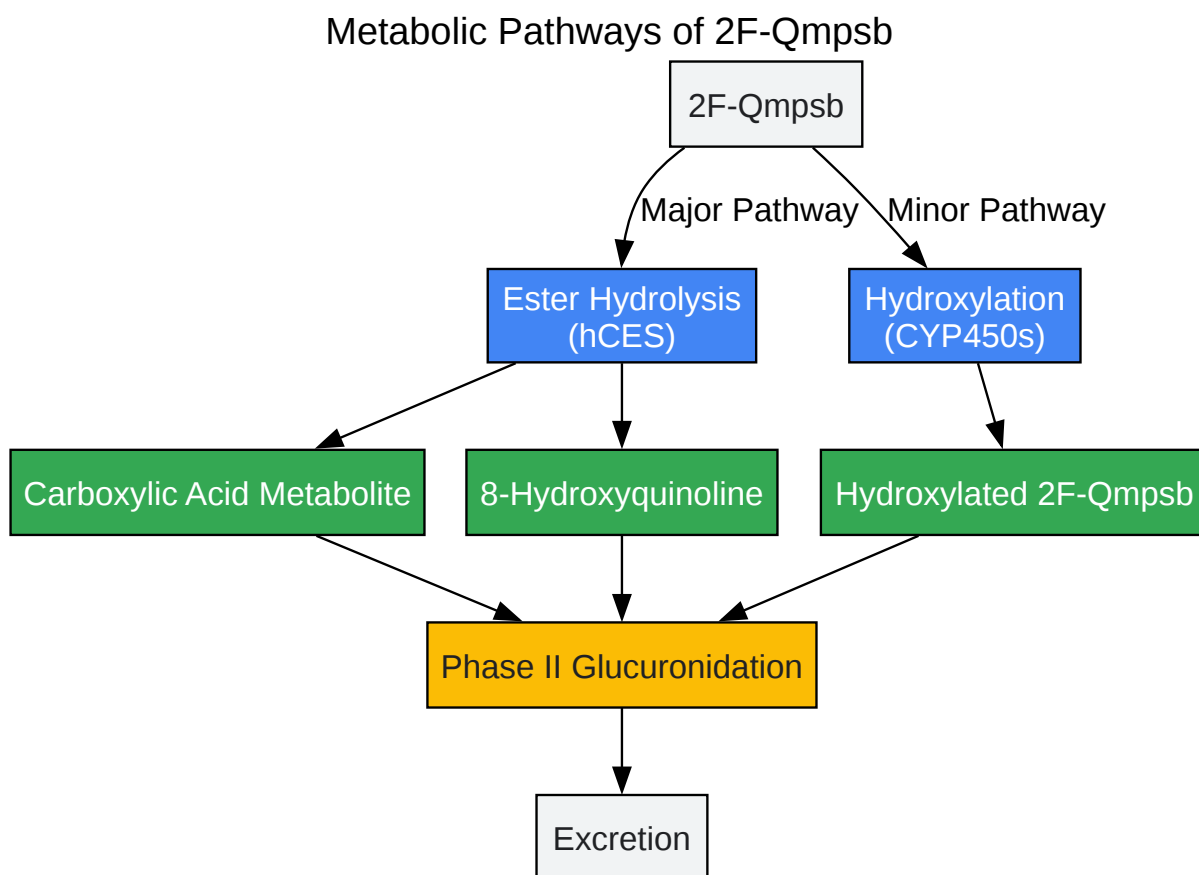 Metabolic Pathways of 2F-Qmpsb
2F-Qmpsb
Major Pathway
Minor Pathway
Ester Hydrolysis
(hCES)
Hydroxylation
(CYP450s)
Carboxylic Acid Metabolite
8-Hydroxyquinoline
Hydroxylated 2F-Qmpsb
Phase II Glucuronidation
Excretion